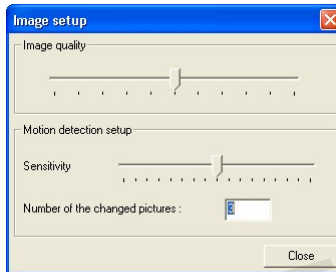 Image setup
Image quality
Motion detection setup
Sensitivity
Number of the changed pictures : 3
Close